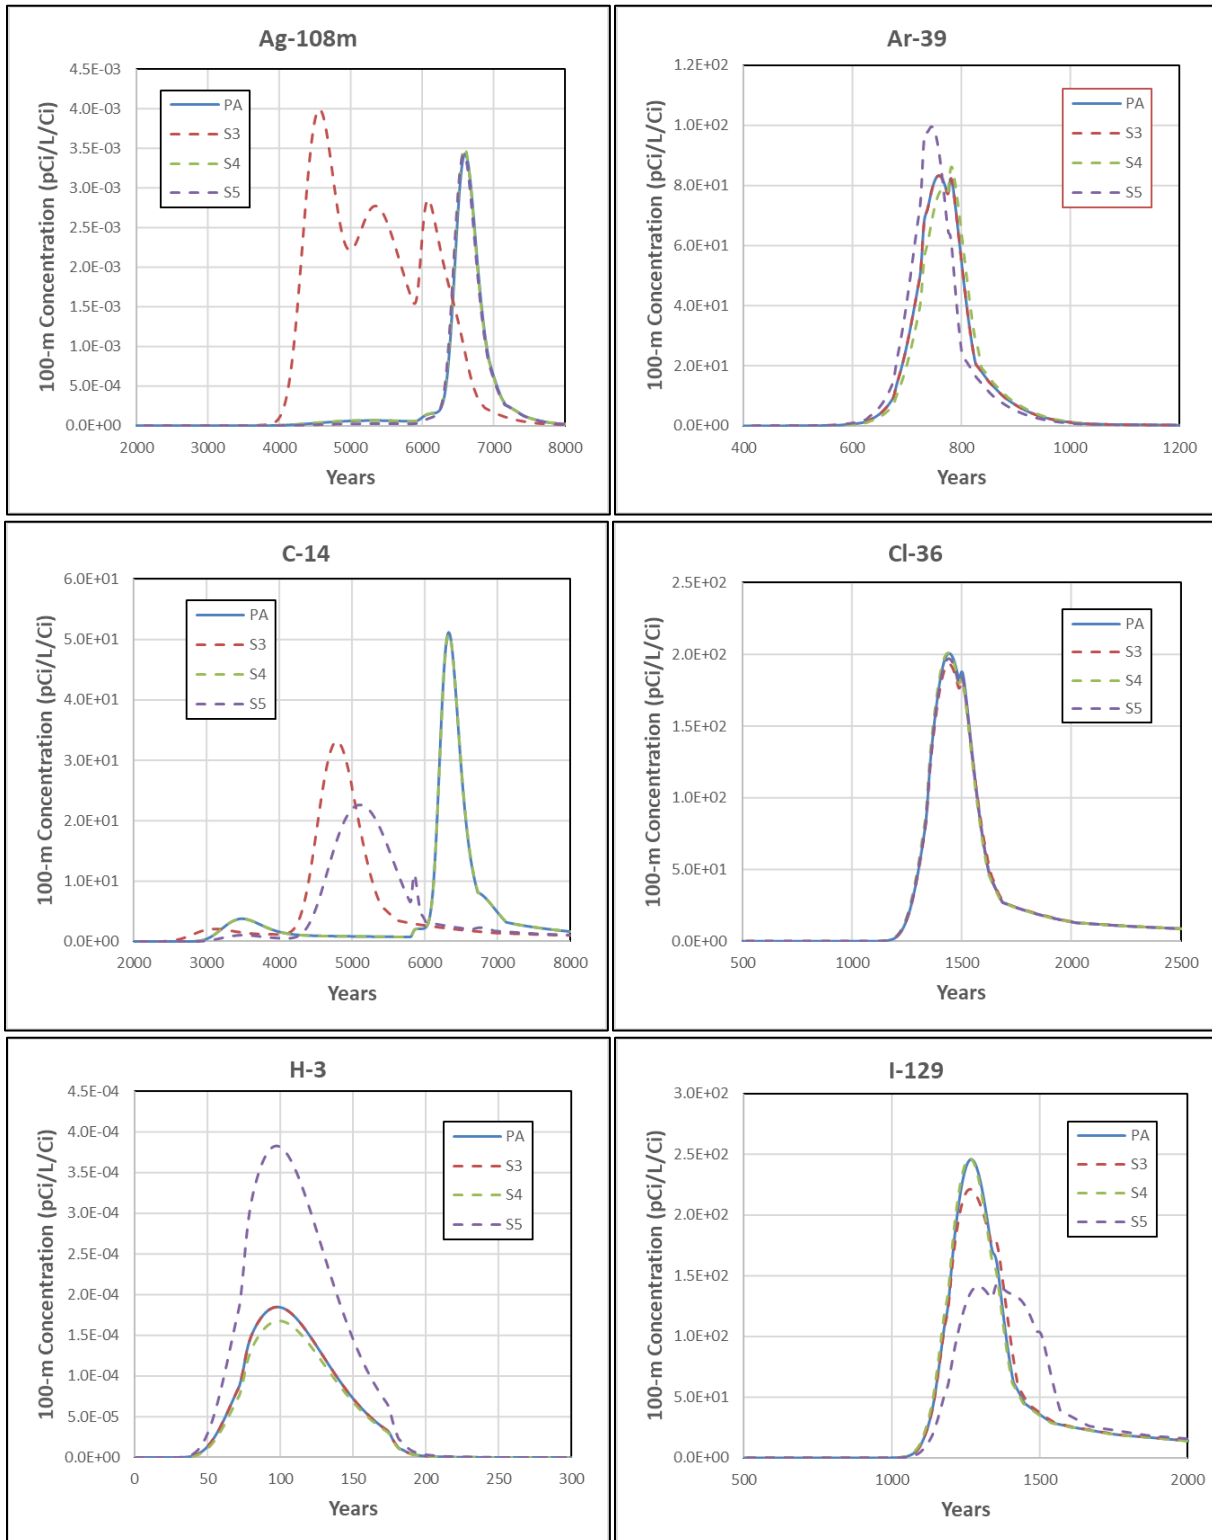 Ag-108m
4.5E-03
4.0E-03
3.5E-03
3.0E-03
2.5E-03
2.0E-03
1.5E-03
1.0E-03
5.0E-04
0.0E+00
100-m Concentration (pCi/L/Ci)
PA
S3
S4
S5
2000 3000 4000 5000 6000 7000 8000
Years
Ar-39
1.2E+02
1.0E+02
8.0E+01
6.0E+01
4.0E+01
2.0E+01
0.0E+00
100-m Concentration (pCi/L/Ci)
PA
S3
S4
S5
400 600 800 1000 1200
Years
C-14
6.0E+01
5.0E+01
4.0E+01
3.0E+01
2.0E+01
1.0E+01
0.0E+00
100-m Concentration (pCi/L/Ci)
PA
S3
S4
S5
2000 3000 4000 5000 6000 7000 8000
Years
Cl-36
2.5E+02
2.0E+02
1.5E+02
1.0E+02
5.0E+01
0.0E+00
100-m Concentration (pCi/L/Ci)
PA
S3
S4
S5
500 1000 1500 2000 2500
Years
H-3
4.5E-04
4.0E-04
3.5E-04
3.0E-04
2.5E-04
2.0E-04
1.5E-04
1.0E-04
5.0E-05
0.0E+00
100-m Concentration (pCi/L/Ci)
PA
S3
S4
S5
0 50 100 150 200 250 300
Years
I-129
3.0E+02
2.5E+02
2.0E+02
1.5E+02
1.0E+02
5.0E+01
0.0E+00
100-m Concentration (pCi/L/Ci)
PA
S3
S4
S5
500 1000 1500 2000
Years